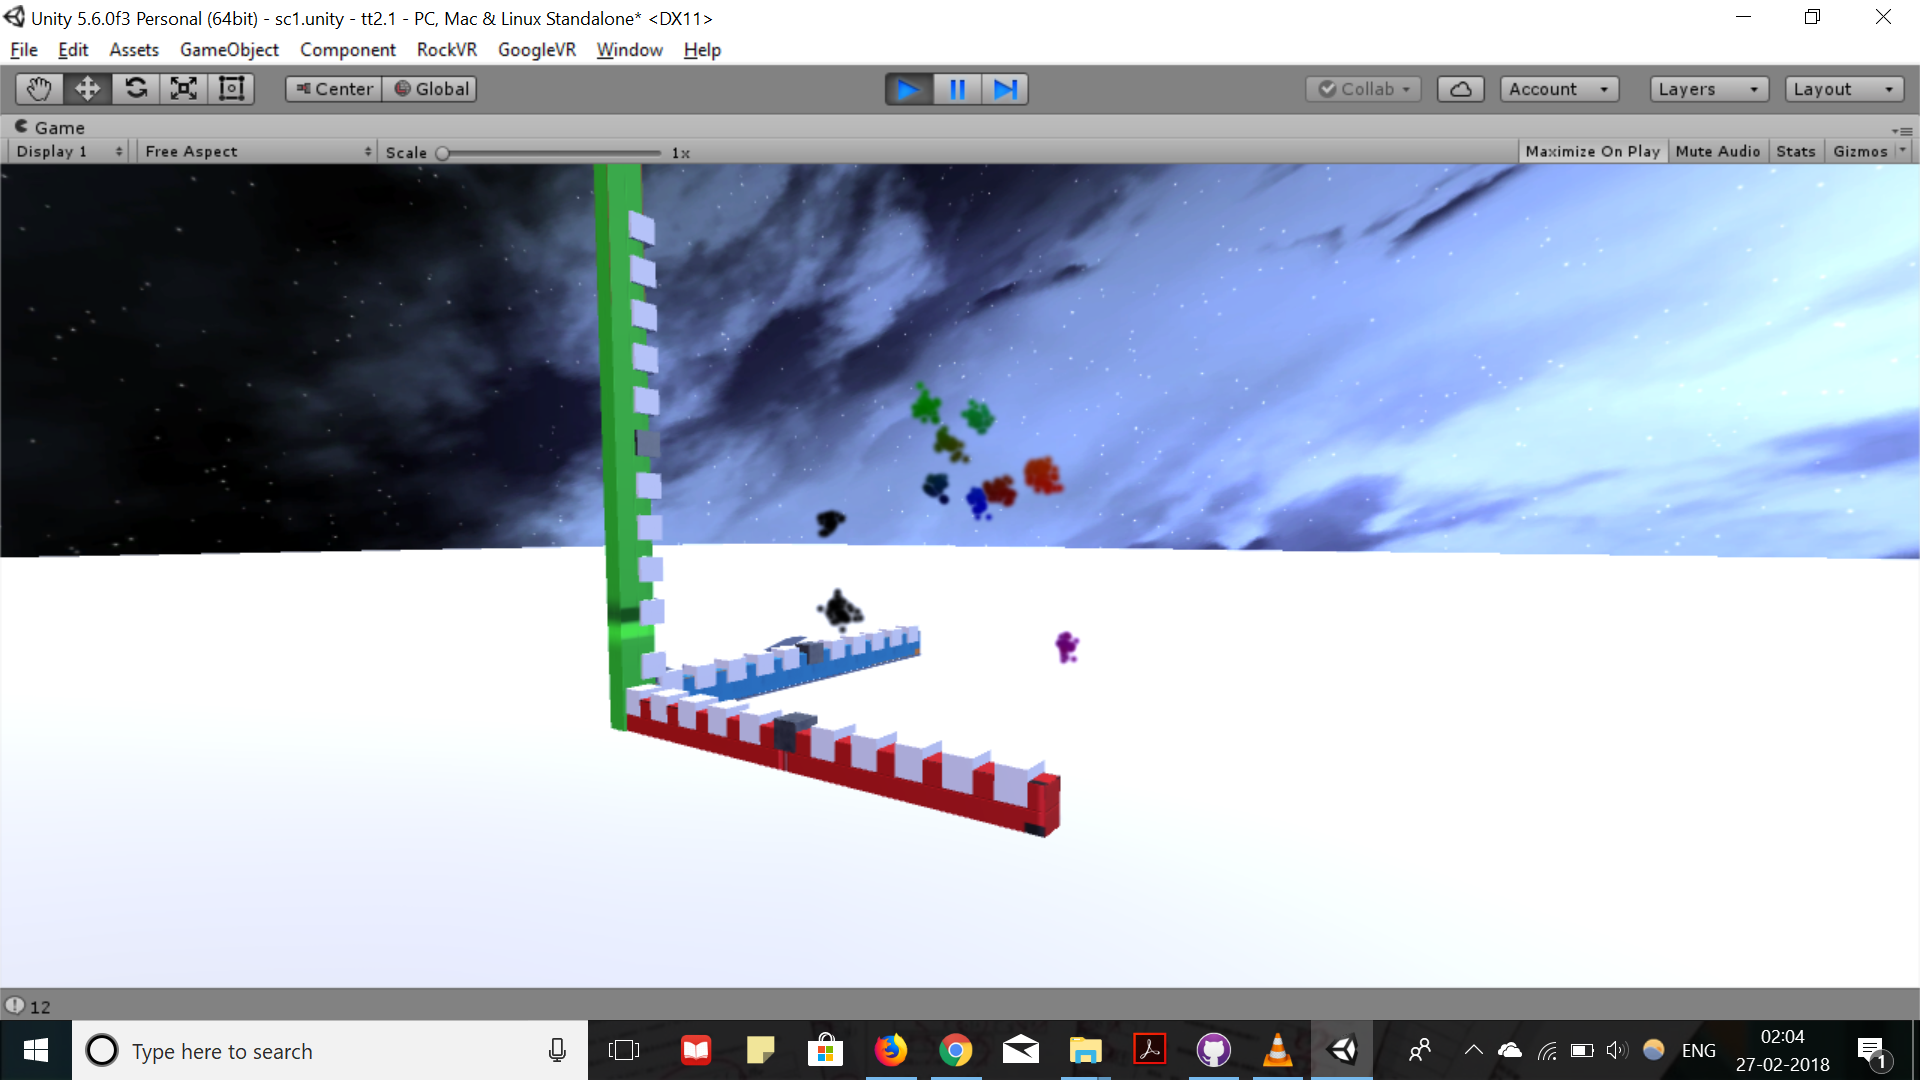 Unity 5.6.0f3 Personal (64bit) - sc1.unity - tt2.1 - PC, Mac & Linux Standalone* <DX11>
File Edit Assets GameObject Component RockVR GoogleVR Window Help
Center Global Collab Account Layers Layout
Game
Display 1 Free Aspect Scale 1x Maximize On Play Mute Audio Stats Gizmos
12
Type here to search
ENG
02:04
27-02-2018
1